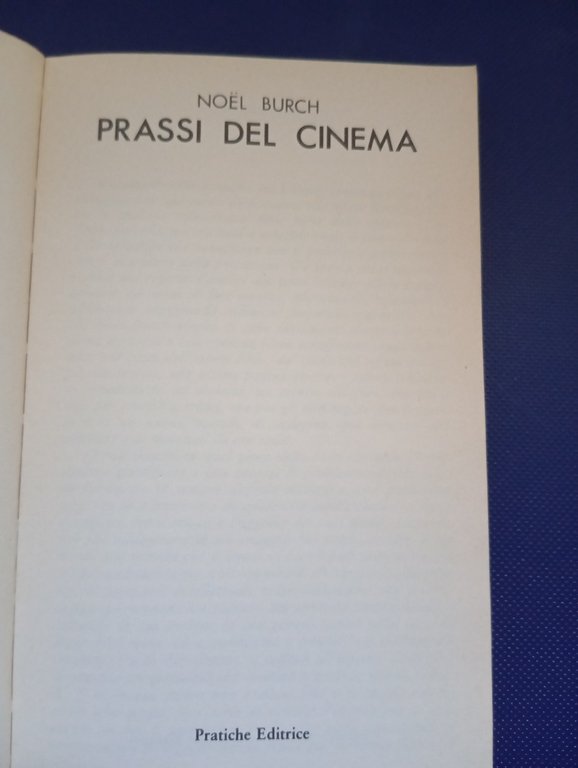 NOËL BURCH
PRASSI DEL CINEMA
Pratiche Editrice